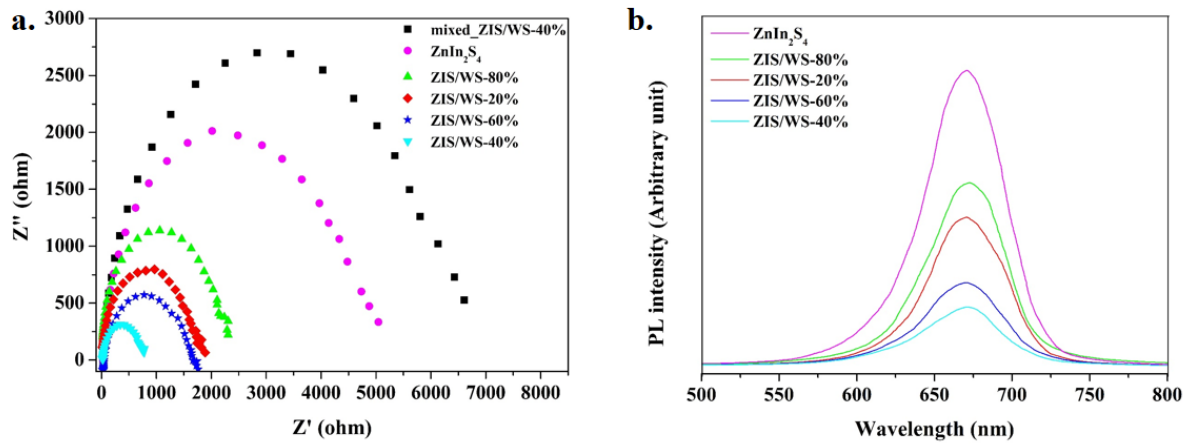 a.
3000
2500
2000
1500
1000
500
0
Z'' (ohm)
mixed_ZIS/WS-40%
ZnIn₂S₄
ZIS/WS-80%
ZIS/WS-20%
ZIS/WS-60%
ZIS/WS-40%
0 1000 2000 3000 4000 5000 6000 7000 8000
Z' (ohm)
b.
PL intensity (Arbitrary unit)
ZnIn₂S₄
ZIS/WS-80%
ZIS/WS-20%
ZIS/WS-60%
ZIS/WS-40%
500 550 600 650 700 750 800
Wavelength (nm)